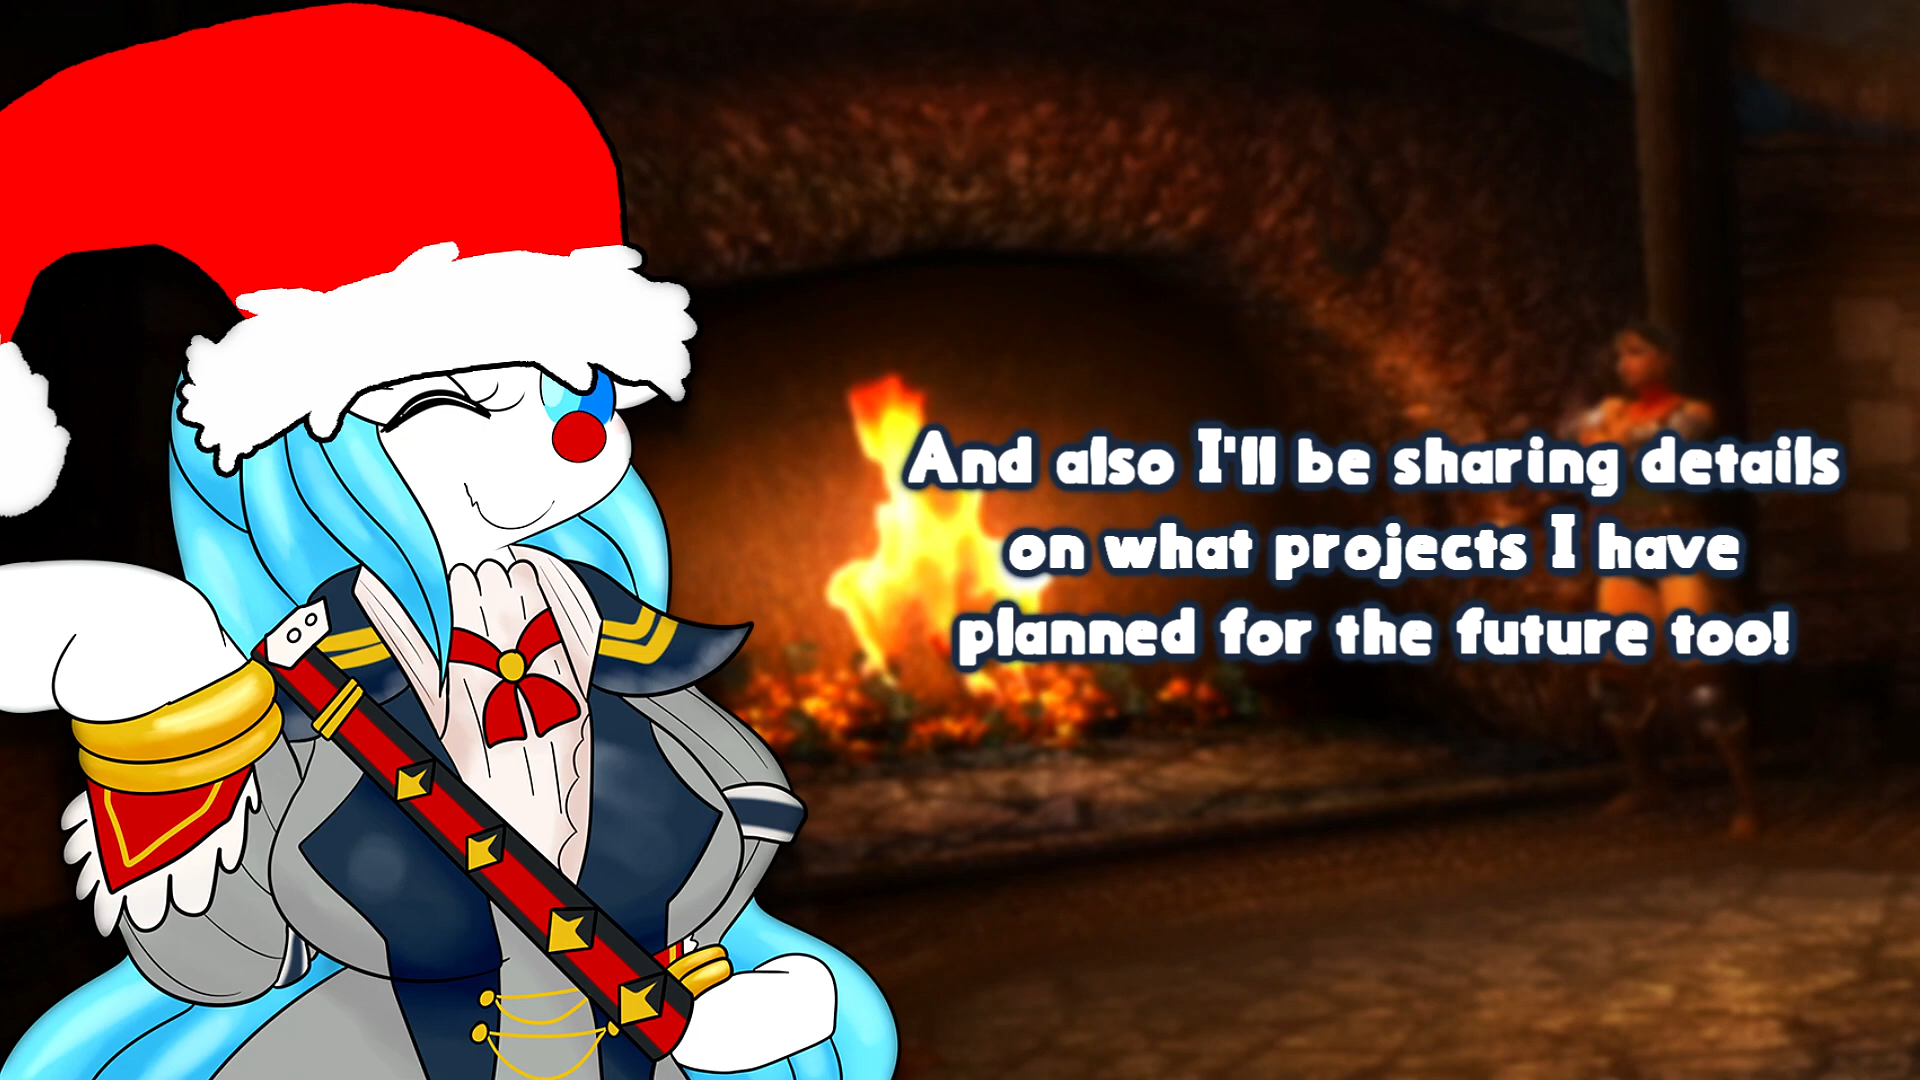 And also I'll be sharing details
on what projects I have
planned for the future too!